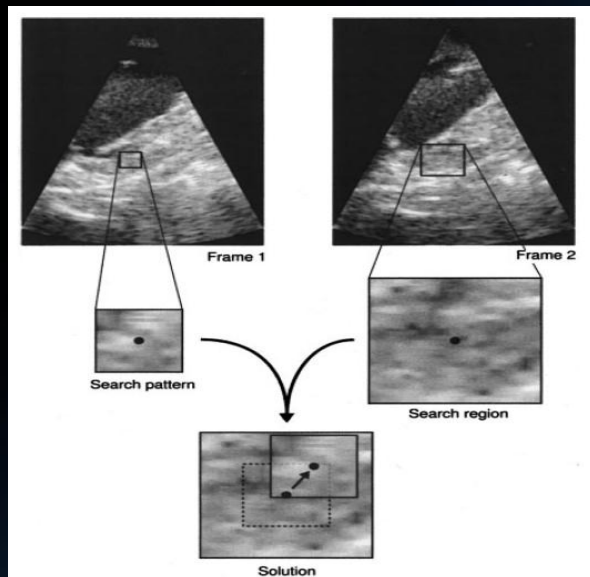 Frame 1
Frame 2
Search pattern
Search region
Solution